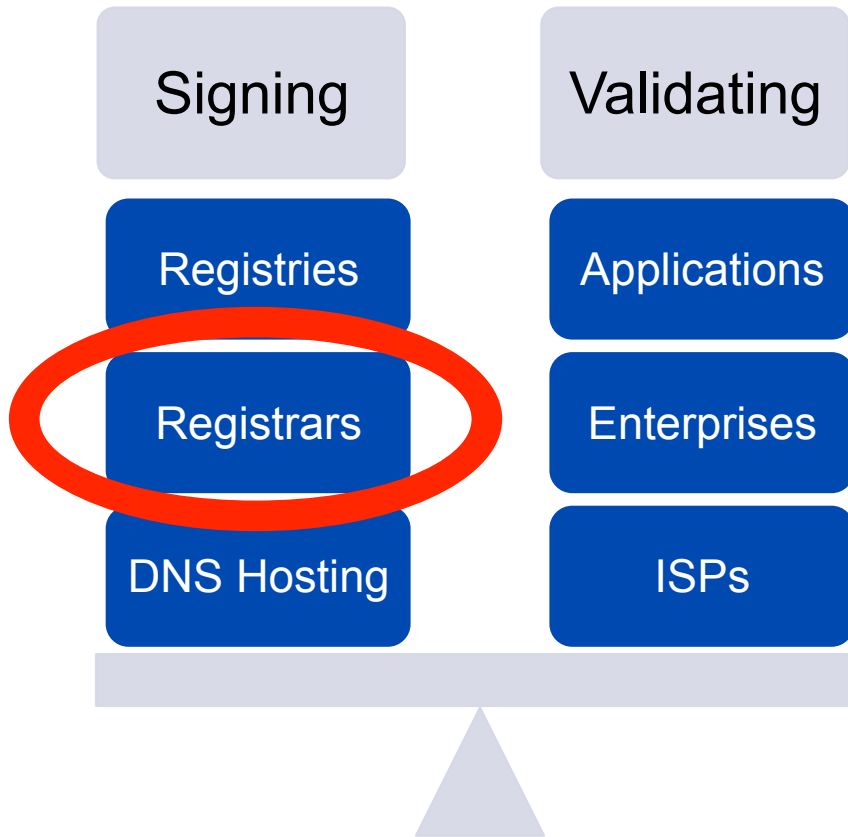 Signing
Registries
Registrars
DNS Hosting
Validating
Applications
Enterprises
ISPs